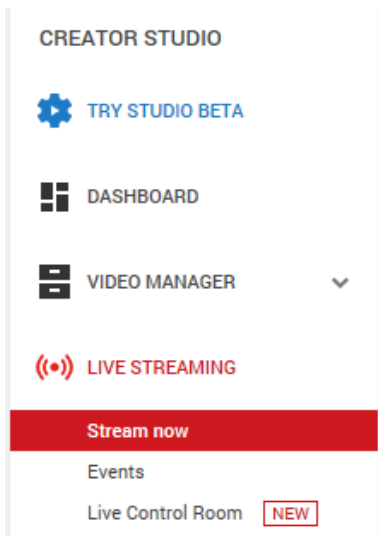 CREATOR STUDIO
TRY STUDIO BETA
DASHBOARD
VIDEO MANAGER
LIVE STREAMING
Stream now
Events
Live Control Room NEW